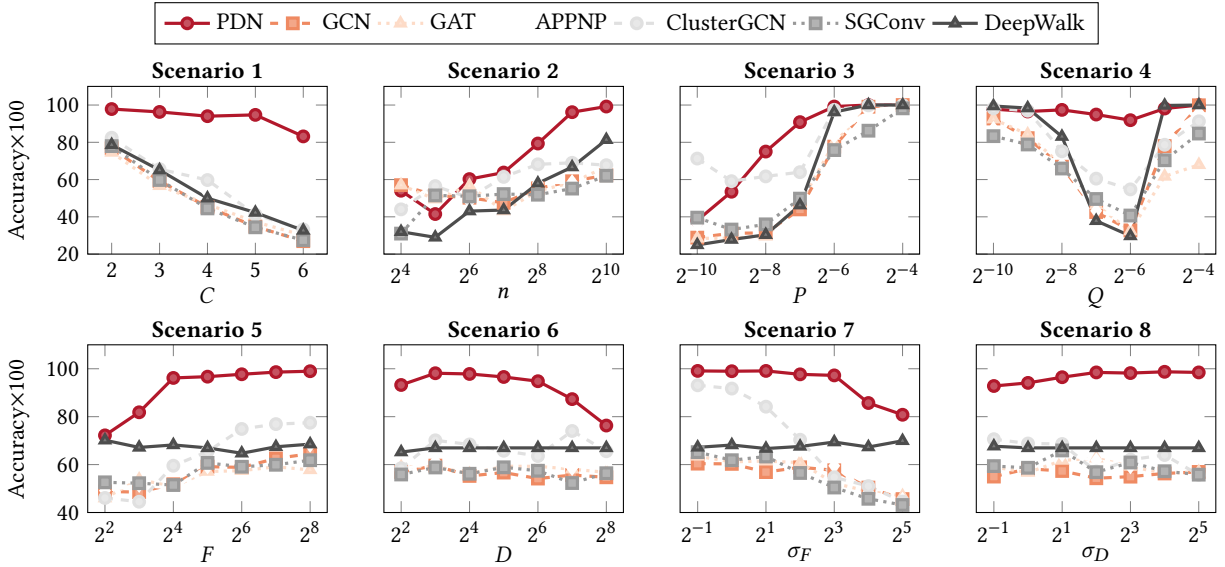 PDN GCN GAT APPNP ClusterGCN SGConv DeepWalk
Scenario 1 Scenario 2 Scenario 3 Scenario 4
Accuracy×100
100
80
60
40
20
2 3 4 5 6
C
2^4 2^6 2^8 2^10
n
2^−10 2^−8 2^−6 2^−4
P
2^−10 2^−8 2^−6 2^−4
Q
Scenario 5 Scenario 6 Scenario 7 Scenario 8
Accuracy×100
100
80
60
40
2^2 2^4 2^6 2^8
F
2^2 2^4 2^6 2^8
D
2^−1 2^1 2^3 2^5
σ_F
2^−1 2^1 2^3 2^5
σ_D